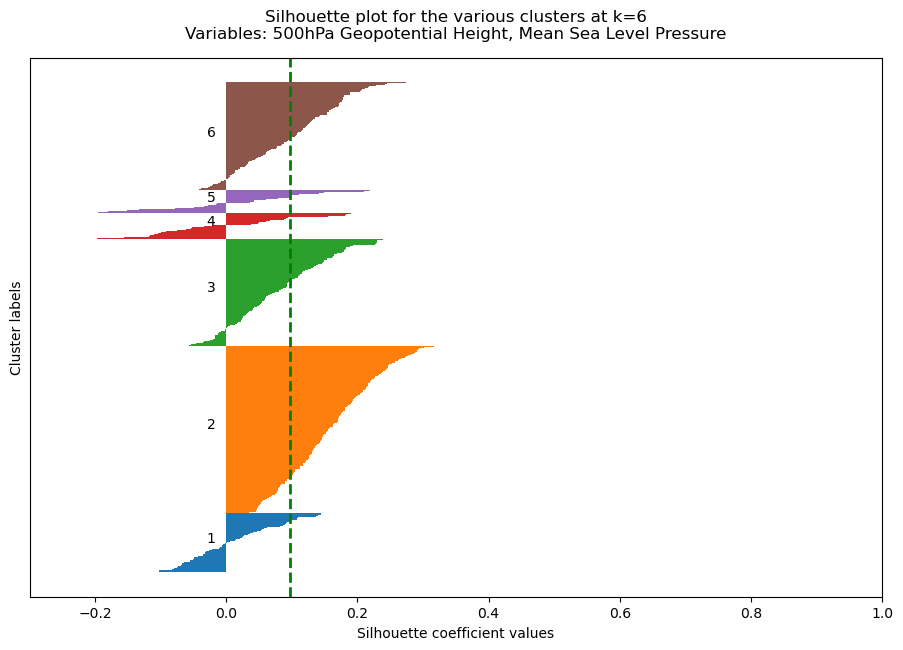 Silhouette plot for the various clusters at k=6
Variables: 500hPa Geopotential Height, Mean Sea Level Pressure
6
5
4
3
2
1
Cluster labels
−0.2 0.0 0.2 0.4 0.6 0.8 1.0
Silhouette coefficient values